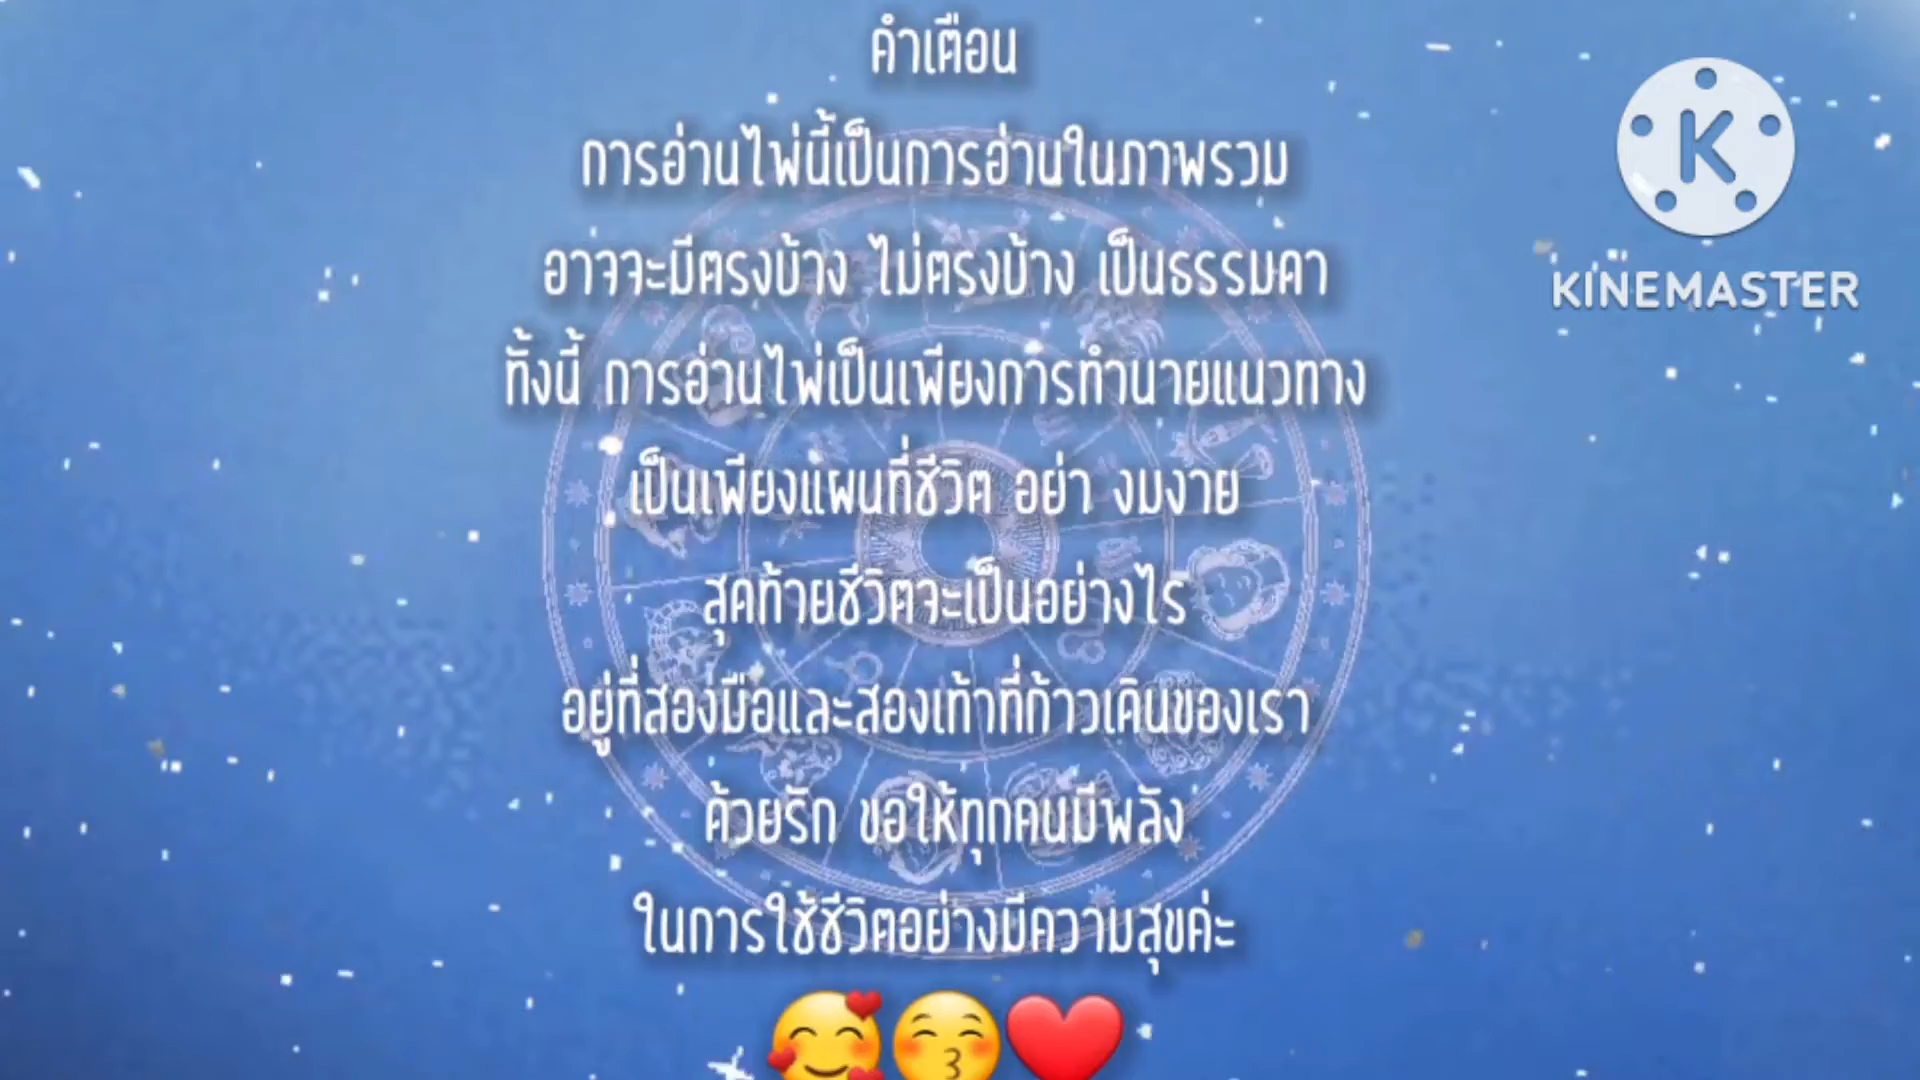 คำเตือน
การอ่านไพ่นี้เป็นการอ่านในภาพรวม
อาจจะมีตรงบ้าง ไม่ตรงบ้าง เป็นธรรมดา
ทั้งนี้ การอ่านไพ่เป็นเพียงการทำนายแนวทาง
เป็นเพียงแผนที่ชีวิต อย่า งมงาย
สุดท้ายชีวิตจะเป็นอย่างไร
อยู่ที่สองมือและสองเท้าที่ก้าวเดินของเรา
ด้วยรัก ขอให้ทุกคนมีพลัง
ในการใช้ชีวิตอย่างมีความสุขค่ะ
K
KINEMASTER